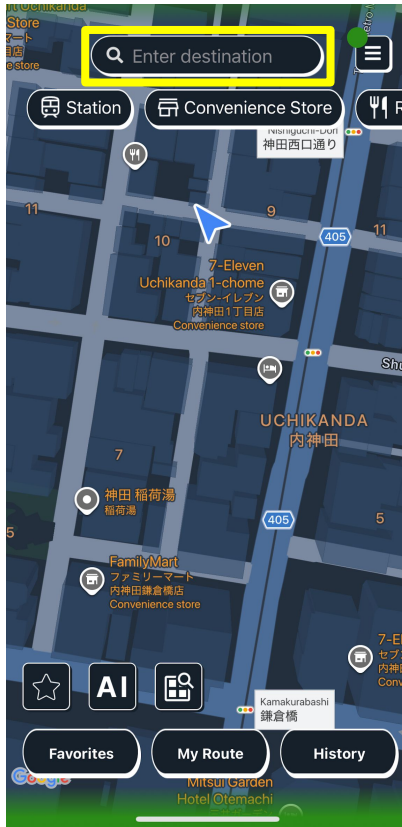 rt Uchikanda
Store
マート
目店
e store
Enter destination
Station
Convenience Store
R
Nishiguchi-Dori
神田西口通り
11
9
10
405
11
7-Eleven
Uchikanda 1-chome
セブン-イレブン
内神田1丁目店
Convenience store
Shu
UCHIKANDA
内神田
7
神田 稲荷湯
稲荷湯
405
5
5
FamilyMart
ファミリーマート
内神田鎌倉橋店
Convenience store
7-El
セブ
内神
Conv
AI
Kamakurabashi
鎌倉橋
Favorites
My Route
History
Google
Mitsui Garden
Hotel Otemachi